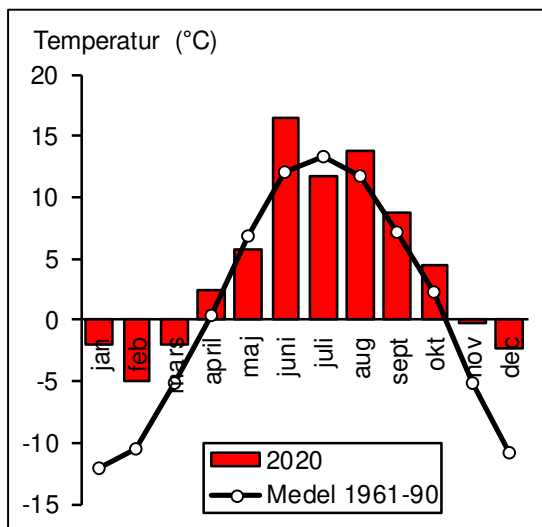 Temperatur (°C)
20
15
10
5
0
-5
-10
-15
jan
feb
mars
april
maj
juni
juli
aug
sept
okt
nov
dec
2020
Medel 1961-90